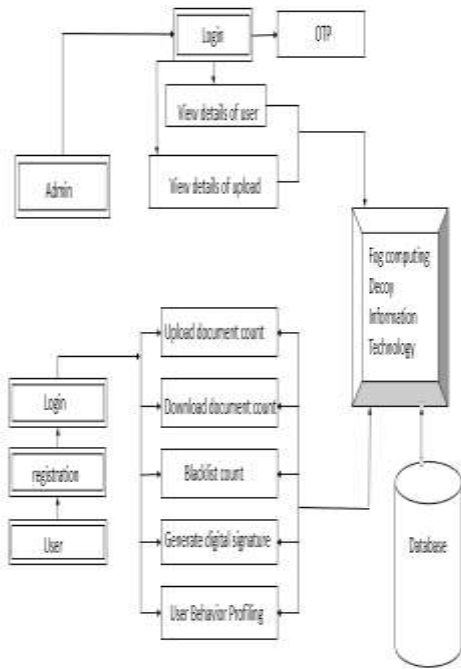 Login
OTP
View details of user
View details of upload
Admin
Fog computing
Decoy
Information
Technology
Upload document count
Download document count
Blacklist count
Generate digital signature
User Behavior Profiling
Login
registration
User
Database